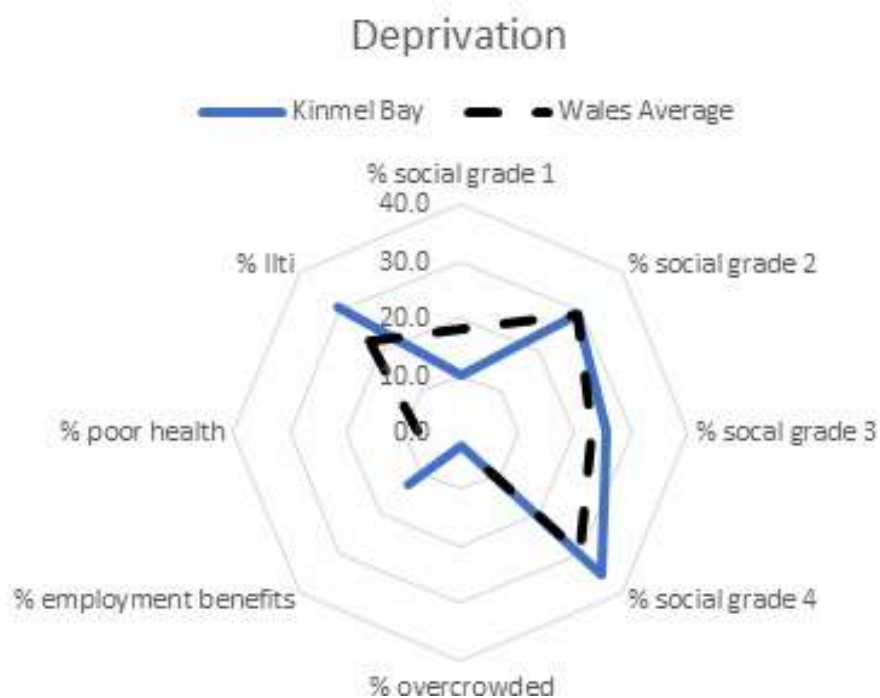 Deprivation
Kinmel Bay Wales Average
% social grade 1
40.0
% llti % social grade 2
30.0
20.0
10.0
% poor health 0.0 % socal grade 3
% employment benefits % social grade 4
% overcrowded